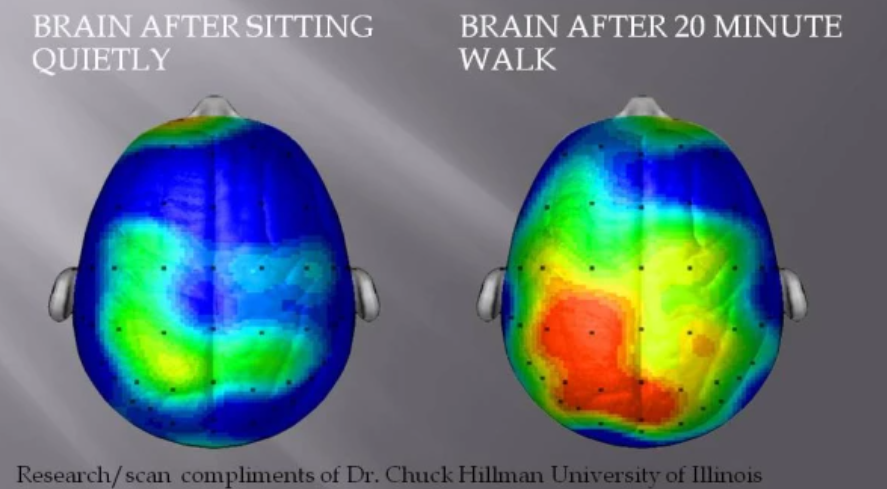 BRAIN AFTER SITTING
QUIETLY
BRAIN AFTER 20 MINUTE
WALK
Research/scan compliments of Dr. Chuck Hillman University of Illinois